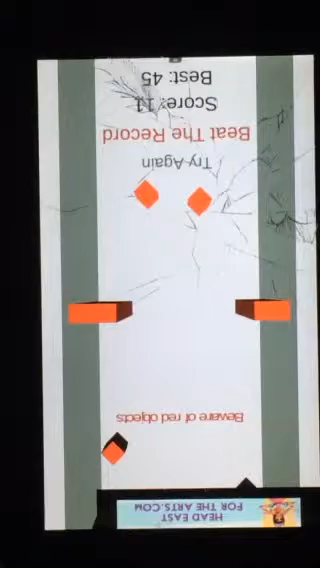 HEAD EAST
FOR THE ARTS.COM
Beware of red objects
Try Again
Beat The Record
Score: 11
Best: 45